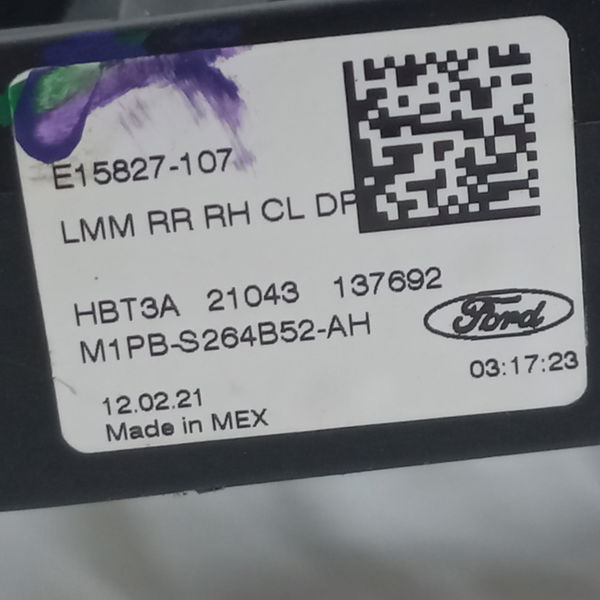 E15827-107
LMM RR RH CL DP
HBT3A 21043 137692
M1PB-S264B52-AH
Ford
03:17:23
12.02.21
Made in MEX